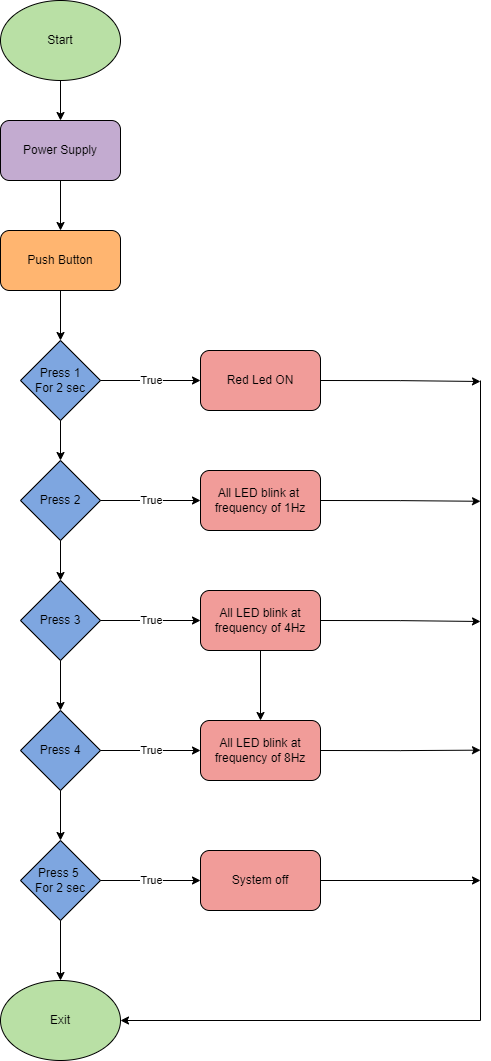 Start
Power Supply
Push Button
Press 1
For 2 sec
True
Red Led ON
Press 2
True
All LED blink at
frequency of 1Hz
Press 3
True
All LED blink at
frequency of 4Hz
Press 4
True
All LED blink at
frequency of 8Hz
Press 5
For 2 sec
True
System off
Exit